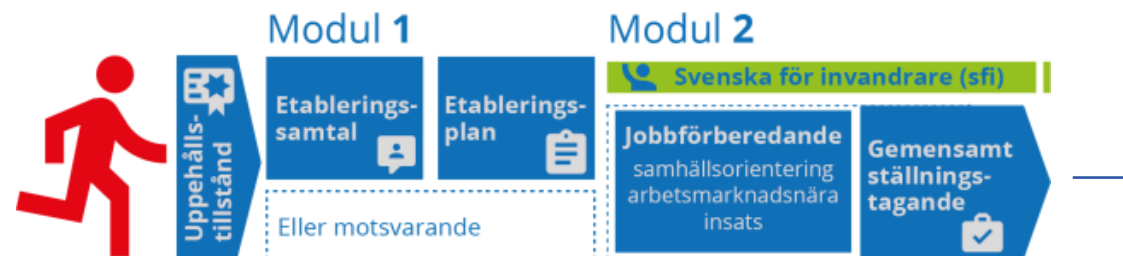 Modul 1
Modul 2
Uppehålls-
tillstånd
Etablerings-
samtal
Etablerings-
plan
Eller motsvarande
Svenska för invandrare (sfi)
Jobbförberedande
samhällsorientering
arbetsmarknadsnära
insats
Gemensamt
ställnings-
tagande